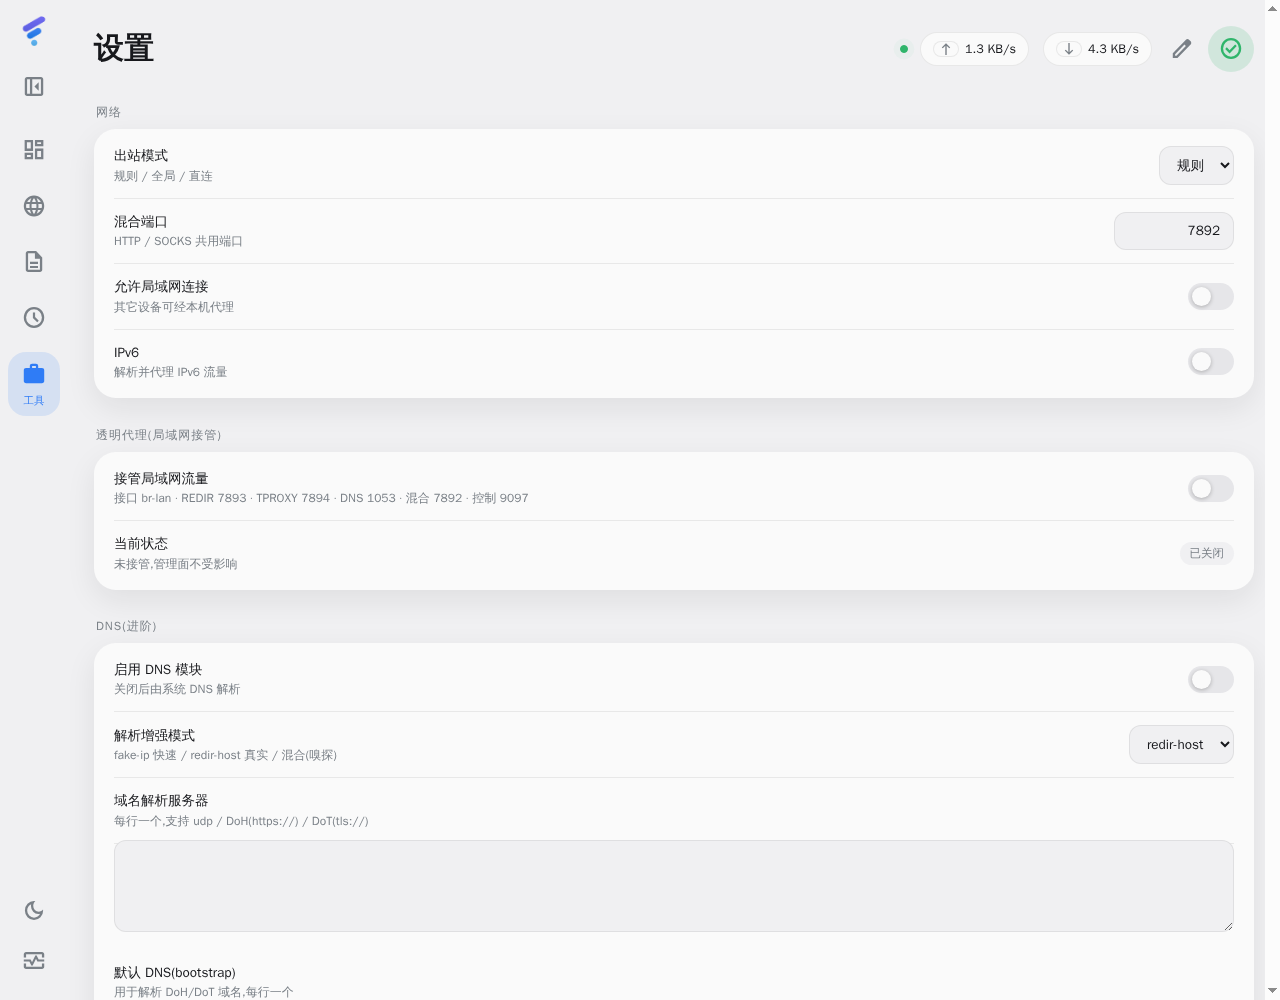 设置
1.3 KB/s
4.3 KB/s
网络
出站模式
规则 / 全局 / 直连
规则
混合端口
HTTP / SOCKS 共用端口
7892
允许局域网连接
其它设备可经本机代理
IPv6
解析并代理 IPv6 流量
工具
透明代理(局域网接管)
接管局域网流量
接口 br-lan · REDIR 7893 · TPROXY 7894 · DNS 1053 · 混合 7892 · 控制 9097
当前状态
未接管,管理面不受影响
已关闭
DNS(进阶)
启用 DNS 模块
关闭后由系统 DNS 解析
解析增强模式
fake-ip 快速 / redir-host 真实 / 混合(嗅探)
redir-host
域名解析服务器
每行一个,支持 udp / DoH(https://) / DoT(tls://)
默认 DNS(bootstrap)
用于解析 DoH/DoT 域名,每行一个